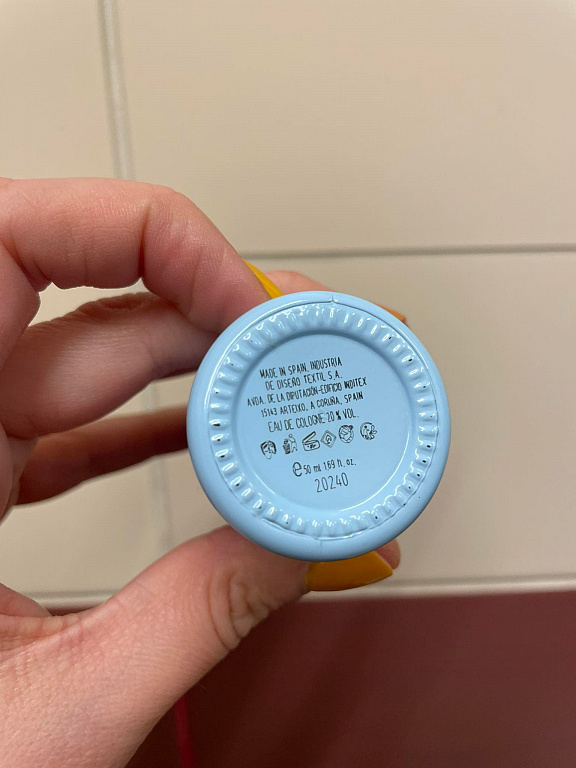 MADE IN SPAIN, INDUSTRIA
DE DISEÑO TEXTIL S.A.
AVDA. DE LA DIPUTACIÓN-EDIFICIO INDITEX
15143 ARTEIXO, A CORUÑA, SPAIN
EAU DE COLOGNE 70 % VOL.
e 50 ml 1.69 fl. oz.
20240